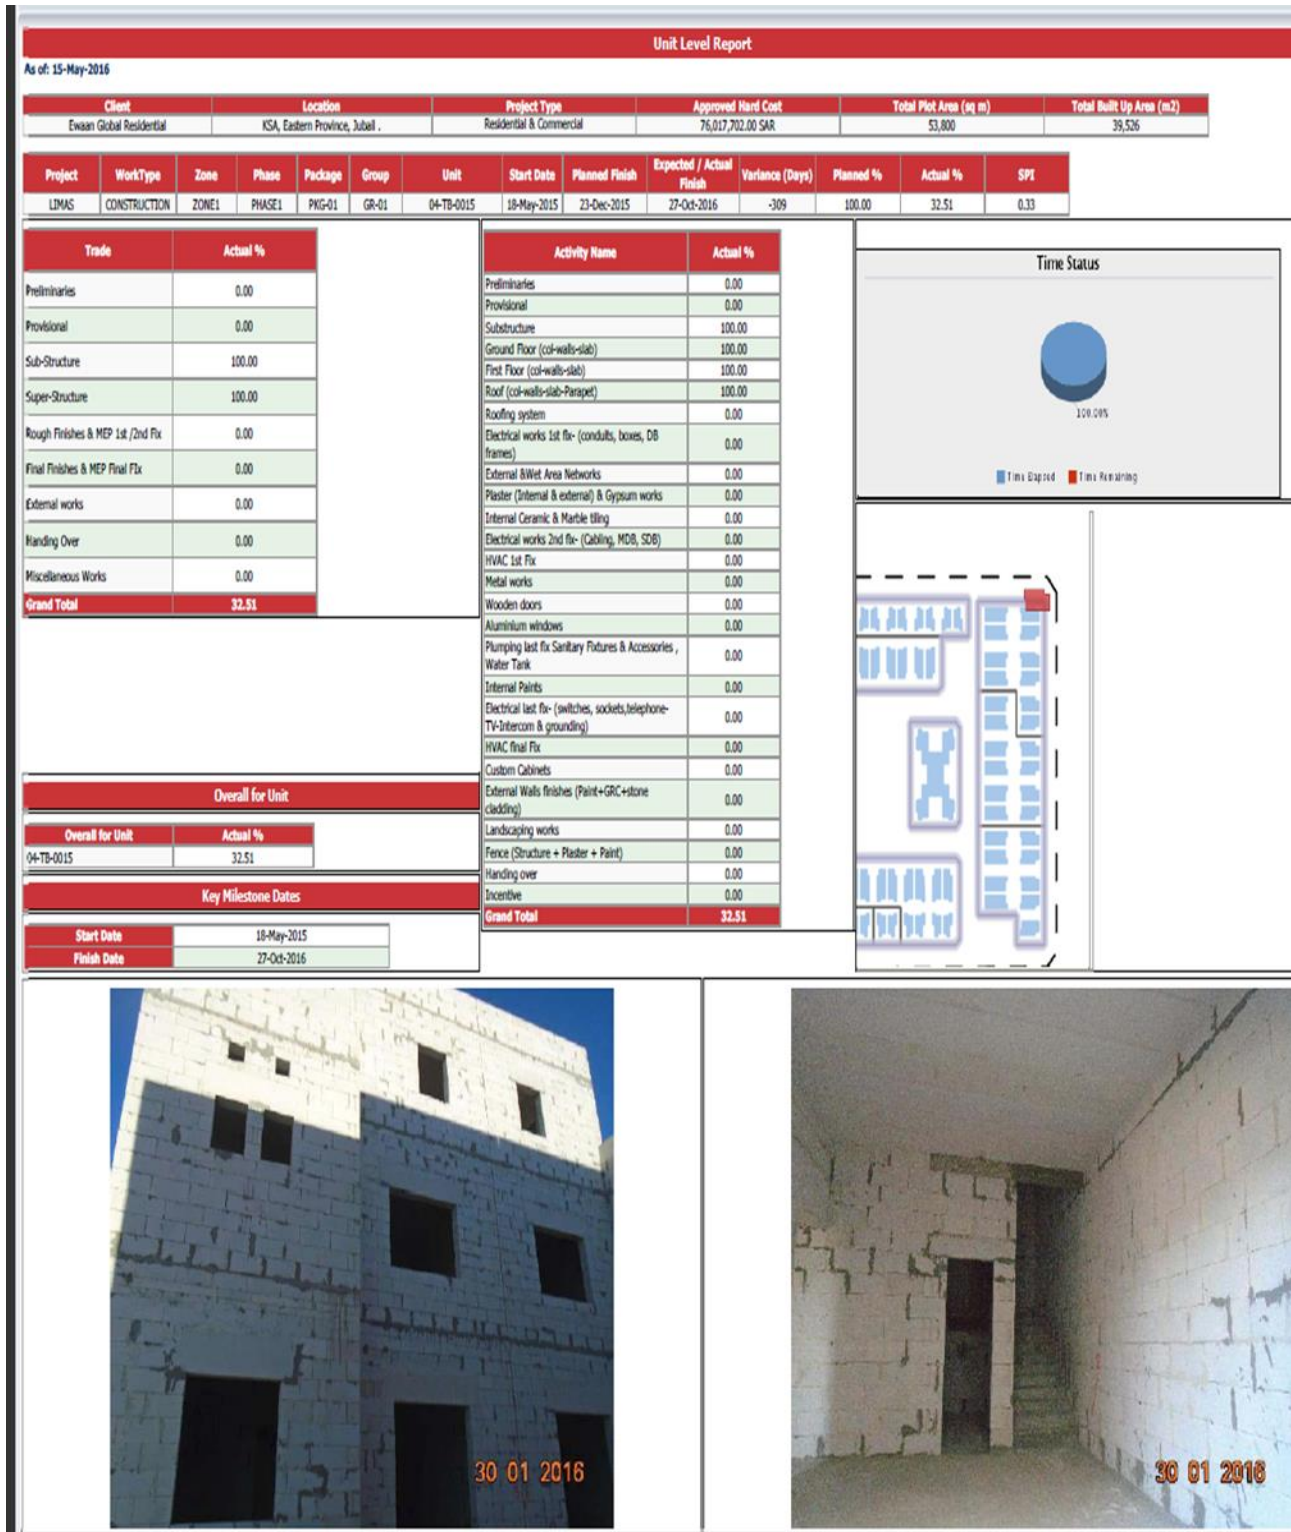 Unit Level Report
As of: 15-May-2016
Client Location Project Type Approved Hard Cost Total Plot Area (sq m) Total Built Up Area (m2)
Ewaan Global Residential KSA, Eastern Province, Jubail . Residential & Commercial 76,017,702.00 SAR 53,800 39,526
Project WorkType Zone Phase Package Group Unit Start Date Planned Finish Expected / Actual Finish Variance (Days) Planned % Actual % SPI
LIMAS CONSTRUCTION ZONE1 PHASE1 PKG-01 GR-01 04-TB-0015 18-May-2015 23-Dec-2015 27-Oct-2016 -309 100.00 32.51 0.33
Trade Actual %
Preliminaries 0.00
Provisional 0.00
Sub-Structure 100.00
Super-Structure 100.00
Rough Finishes & MEP 1st /2nd Fix 0.00
Final Finishes & MEP Final FIx 0.00
External works 0.00
Handing Over 0.00
Miscellaneous Works 0.00
Grand Total 32.51
Overall for Unit
Overall for Unit Actual %
04-TB-0015 32.51
Key Milestone Dates
Start Date 18-May-2015
Finish Date 27-Oct-2016
Activity Name Actual %
Preliminaries 0.00
Provisional 0.00
Substructure 100.00
Ground Floor (col-walls-slab) 100.00
First Floor (col-walls-slab) 100.00
Roof (col-walls-slab-Parapet) 100.00
Roofing system 0.00
Electrical works 1st fix- (conduits, boxes, DB
frames) 0.00
External &Wet Area Networks 0.00
Plaster (Internal & external) & Gypsum works 0.00
Internal Ceramic & Marble tiling 0.00
Electrical works 2nd fix- (Cabling, MDB, SDB) 0.00
HVAC 1st Fix 0.00
Metal works 0.00
Wooden doors 0.00
Aluminium windows 0.00
Plumping last fix Sanitary Fixtures & Accessories ,
Water Tank 0.00
Internal Paints 0.00
Electrical last fix- (switches, sockets,telephone-
TV-Intercom & grounding) 0.00
HVAC final Fix 0.00
Custom Cabinets 0.00
External Walls finishes (Paint+GRC+stone
cladding) 0.00
Landscaping works 0.00
Fence (Structure + Plaster + Paint) 0.00
Handing over 0.00
Incentive 0.00
Grand Total 32.51
Time Status
100.00%
Time Elapsed Time Remaining
30 01 2016
30 01 2016